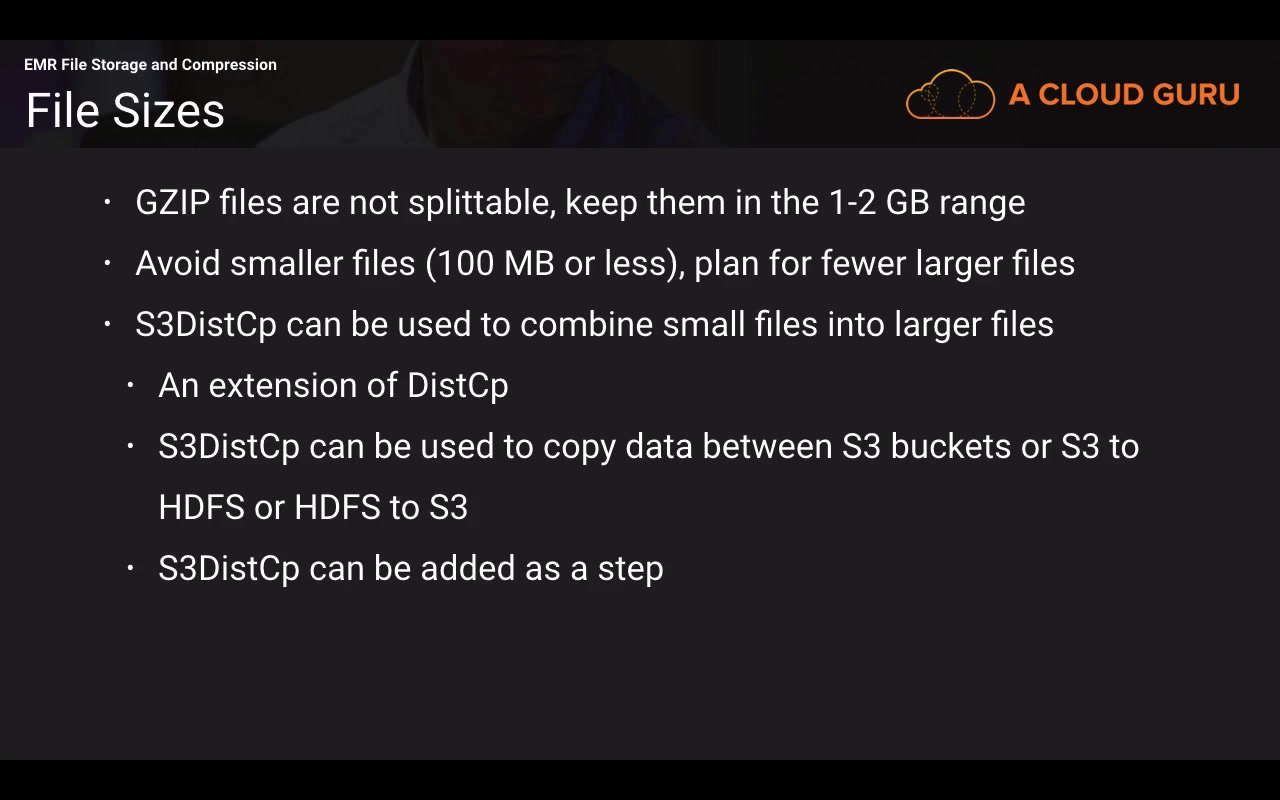 EMR File Storage and Compression
File Sizes
A CLOUD GURU
• GZIP files are not splittable, keep them in the 1-2 GB range
• Avoid smaller files (100 MB or less), plan for fewer larger files
• S3DistCp can be used to combine small files into larger files
• An extension of DistCp
• S3DistCp can be used to copy data between S3 buckets or S3 to
HDFS or HDFS to S3
• S3DistCp can be added as a step